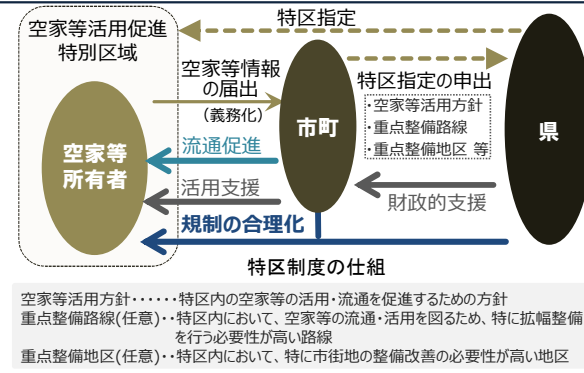 特区指定
空家等活用促進
特別区域
空家等情報
の届出
(義務化)
特区指定の申出
・空家等活用方針
・重点整備路線
・重点整備地区 等
市町
県
空家等
所有者
流通促進
活用支援
財政的支援
規制の合理化
特区制度の仕組
空家等活用方針・・・・・・特区内の空家等の活用・流通を促進するための方針
重点整備路線(任意)・・特区内において、空家等の流通・活用を図るため、特に拡幅整備
を行う必要性が高い路線
重点整備地区(任意)・・特区内において、特に市街地の整備改善の必要性が高い地区